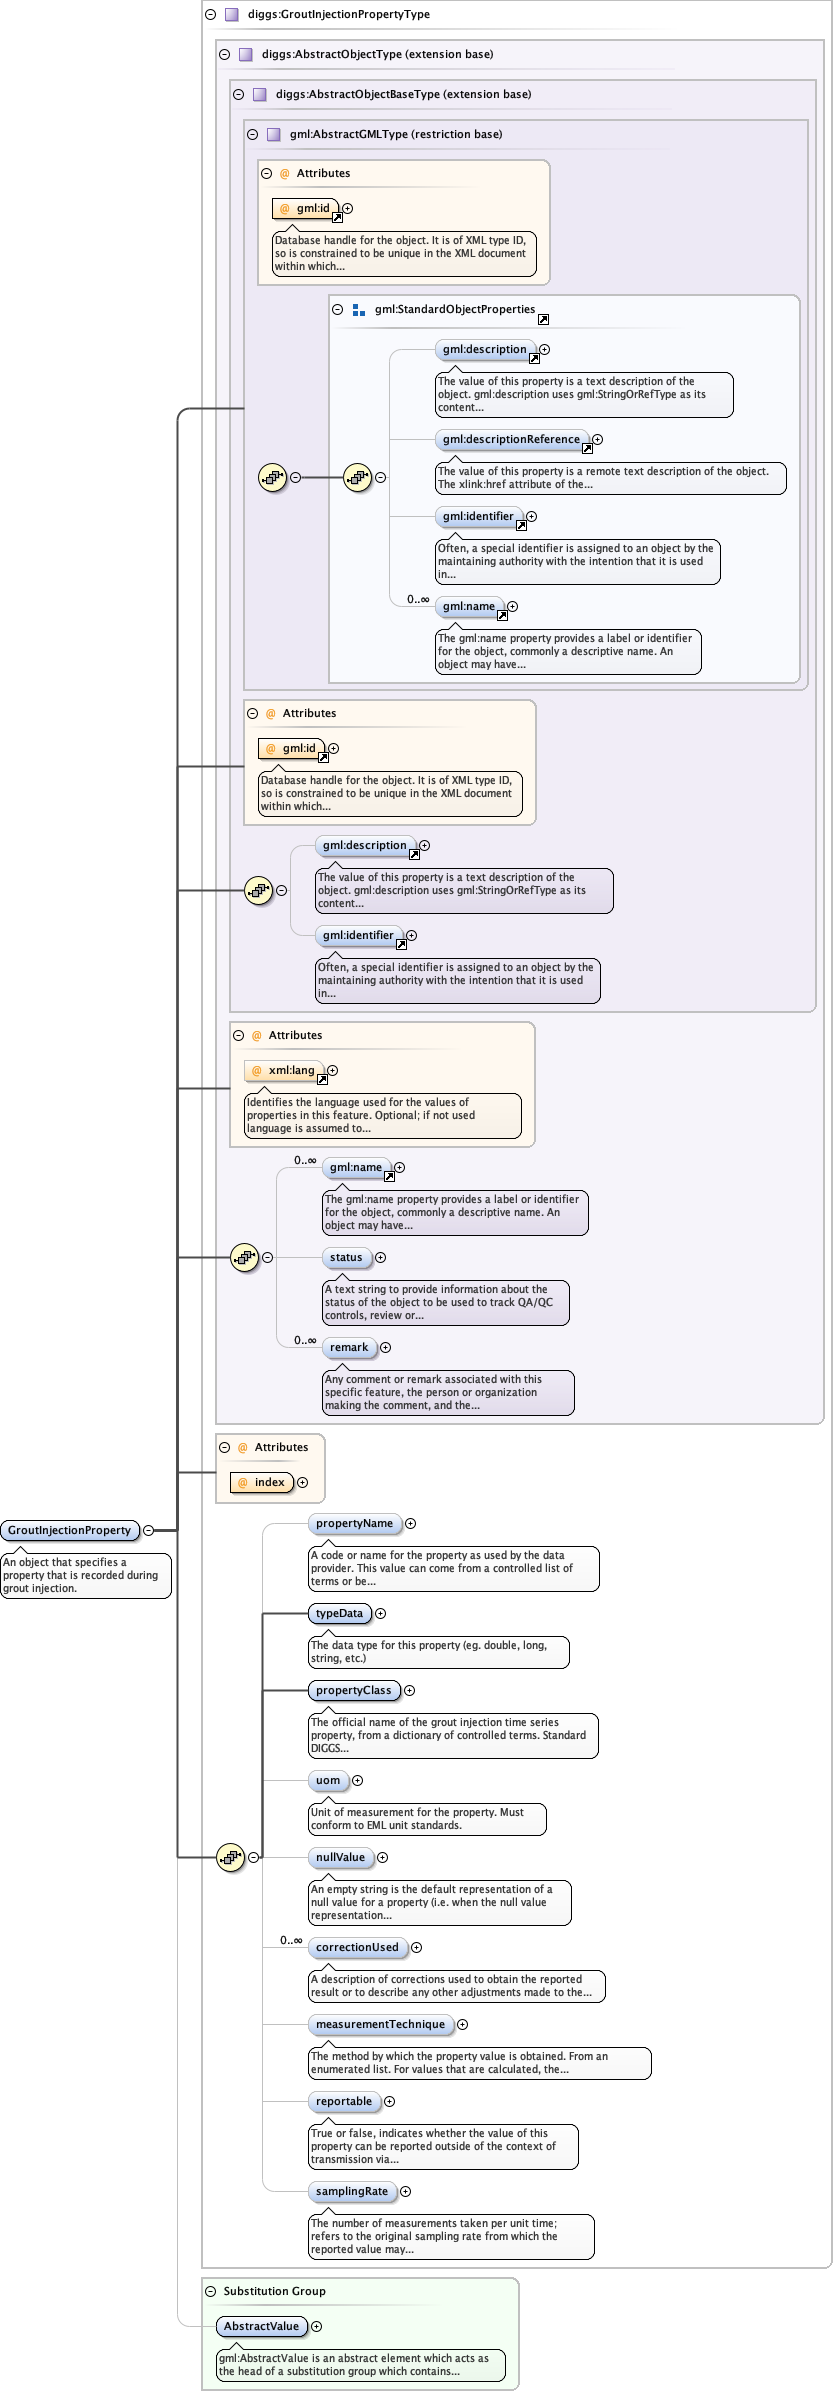 diggs:GroutInjectionPropertyType
diggs:AbstractObjectType (extension base)
diggs:AbstractObjectBaseType (extension base)
gml:AbstractGMLType (restriction base)
@ Attributes
@ gml:id
Database handle for the object. It is of XML type ID,
so is constrained to be unique in the XML document
within which...
gml:StandardObjectProperties
gml:description
The value of this property is a text description of the
object. gml:description uses gml:StringOrRefType as its
content...
gml:descriptionReference
The value of this property is a remote text description of the object.
The xlink:href attribute of the...
gml:identifier
Often, a special identifier is assigned to an object by the
maintaining authority with the intention that it is used
in...
0..∞
gml:name
The gml:name property provides a label or identifier
for the object, commonly a descriptive name. An
object may have...
@ Attributes
@ gml:id
Database handle for the object. It is of XML type ID,
so is constrained to be unique in the XML document
within which...
gml:description
The value of this property is a text description of the
object. gml:description uses gml:StringOrRefType as its
content...
gml:identifier
Often, a special identifier is assigned to an object by the
maintaining authority with the intention that it is used
in...
@ Attributes
@ xml:lang
Identifies the language used for the values of
properties in this feature. Optional; if not used
language is assumed to...
0..∞
gml:name
The gml:name property provides a label or identifier
for the object, commonly a descriptive name. An
object may have...
status
A text string to provide information about the
status of the object to be used to track QA/QC
controls, review or...
0..∞
remark
Any comment or remark associated with this
specific feature, the person or organization
making the comment, and the...
@ Attributes
@ index
GroutInjectionProperty
An object that specifies a
property that is recorded during
grout injection.
propertyName
A code or name for the property as used by the data
provider. This value can come from a controlled list of
terms or be...
typeData
The data type for this property (eg. double, long,
string, etc.)
propertyClass
The official name of the grout injection time series
property, from a dictionary of controlled terms. Standard
DIGGS...
uom
Unit of measurement for the property. Must
conform to EML unit standards.
nullValue
An empty string is the default representation of a
null value for a property (i.e. when the null value
representation...
0..∞
correctionUsed
A description of corrections used to obtain the reported
result or to describe any other adjustments made to the...
measurementTechnique
The method by which the property value is obtained. From an
enumerated list. For values that are calculated, the...
reportable
True or false, indicates whether the value of this
property can be reported outside of the context of
transmission via...
samplingRate
The number of measurements taken per unit time;
refers to the original sampling rate from which the
reported value may...
Substitution Group
AbstractValue
gml:AbstractValue is an abstract element which acts as
the head of a substitution group which contains...